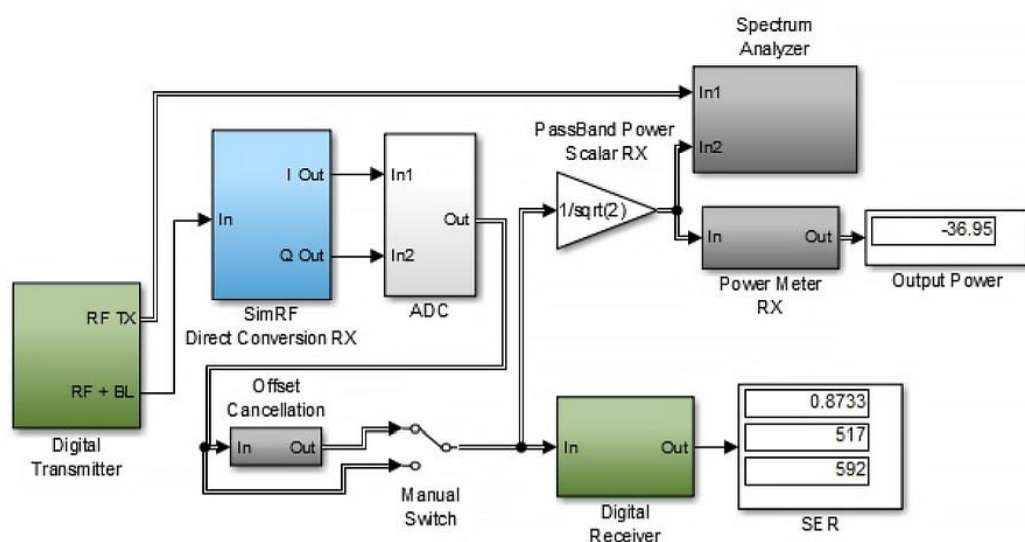 Spectrum
Analyzer
In1
In2
PassBand Power
Scalar RX
1/sqrt(2)
I Out
In
Q Out
SimRF
Direct Conversion RX
In1
Out
In2
ADC
In
Out
Power Meter
RX
-36.95
Output Power
RF TX
RF + BL
Digital
Transmitter
Offset
Cancellation
In
Out
Manual
Switch
In
Out
Digital
Receiver
0.8733
517
592
SER